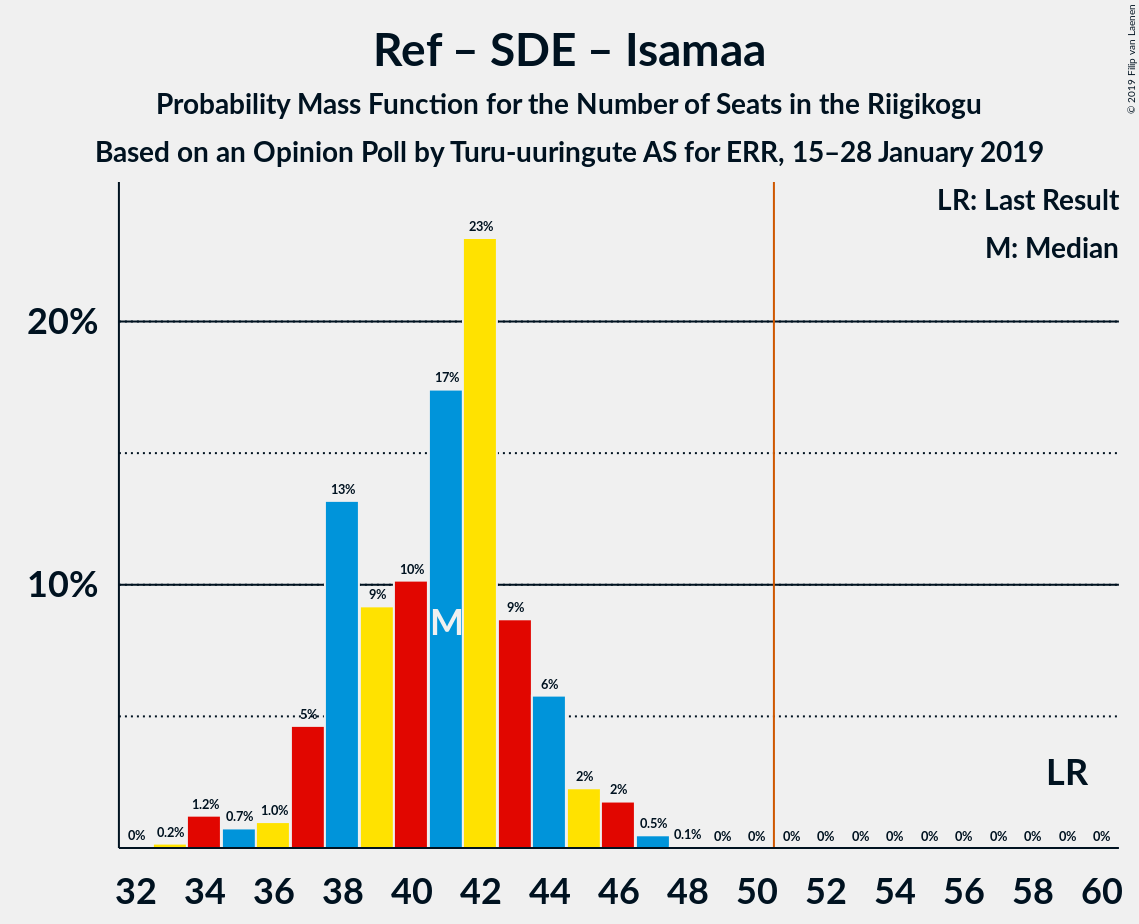 Ref – SDE – Isamaa
Probability Mass Function for the Number of Seats in the Riigikogu
Based on an Opinion Poll by Turu-uuringute AS for ERR, 15–28 January 2019
© 2019 Filip van Laenen
LR: Last Result
M: Median
20%
10%
0% 0.2% 1.2% 0.7% 1.0% 5% 13% 9% 10% 17% 23% 9% 6% 2% 2% 0.5% 0.1% 0% 0% 0% 0% 0% 0% 0% 0% 0% 0% 0% 0%
M
LR
32 34 36 38 40 42 44 46 48 50 52 54 56 58 60